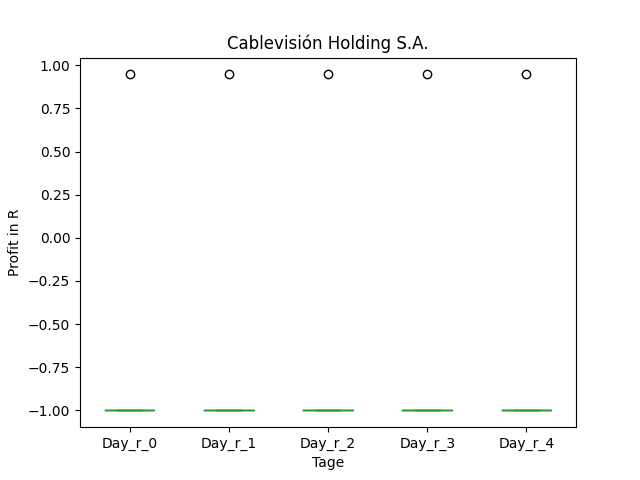 Cablevisión Holding S.A.
1.00
0.75
0.50
0.25
0.00
−0.25
−0.50
−0.75
−1.00
Profit in R
Day_r_0 Day_r_1 Day_r_2 Day_r_3 Day_r_4
Tage